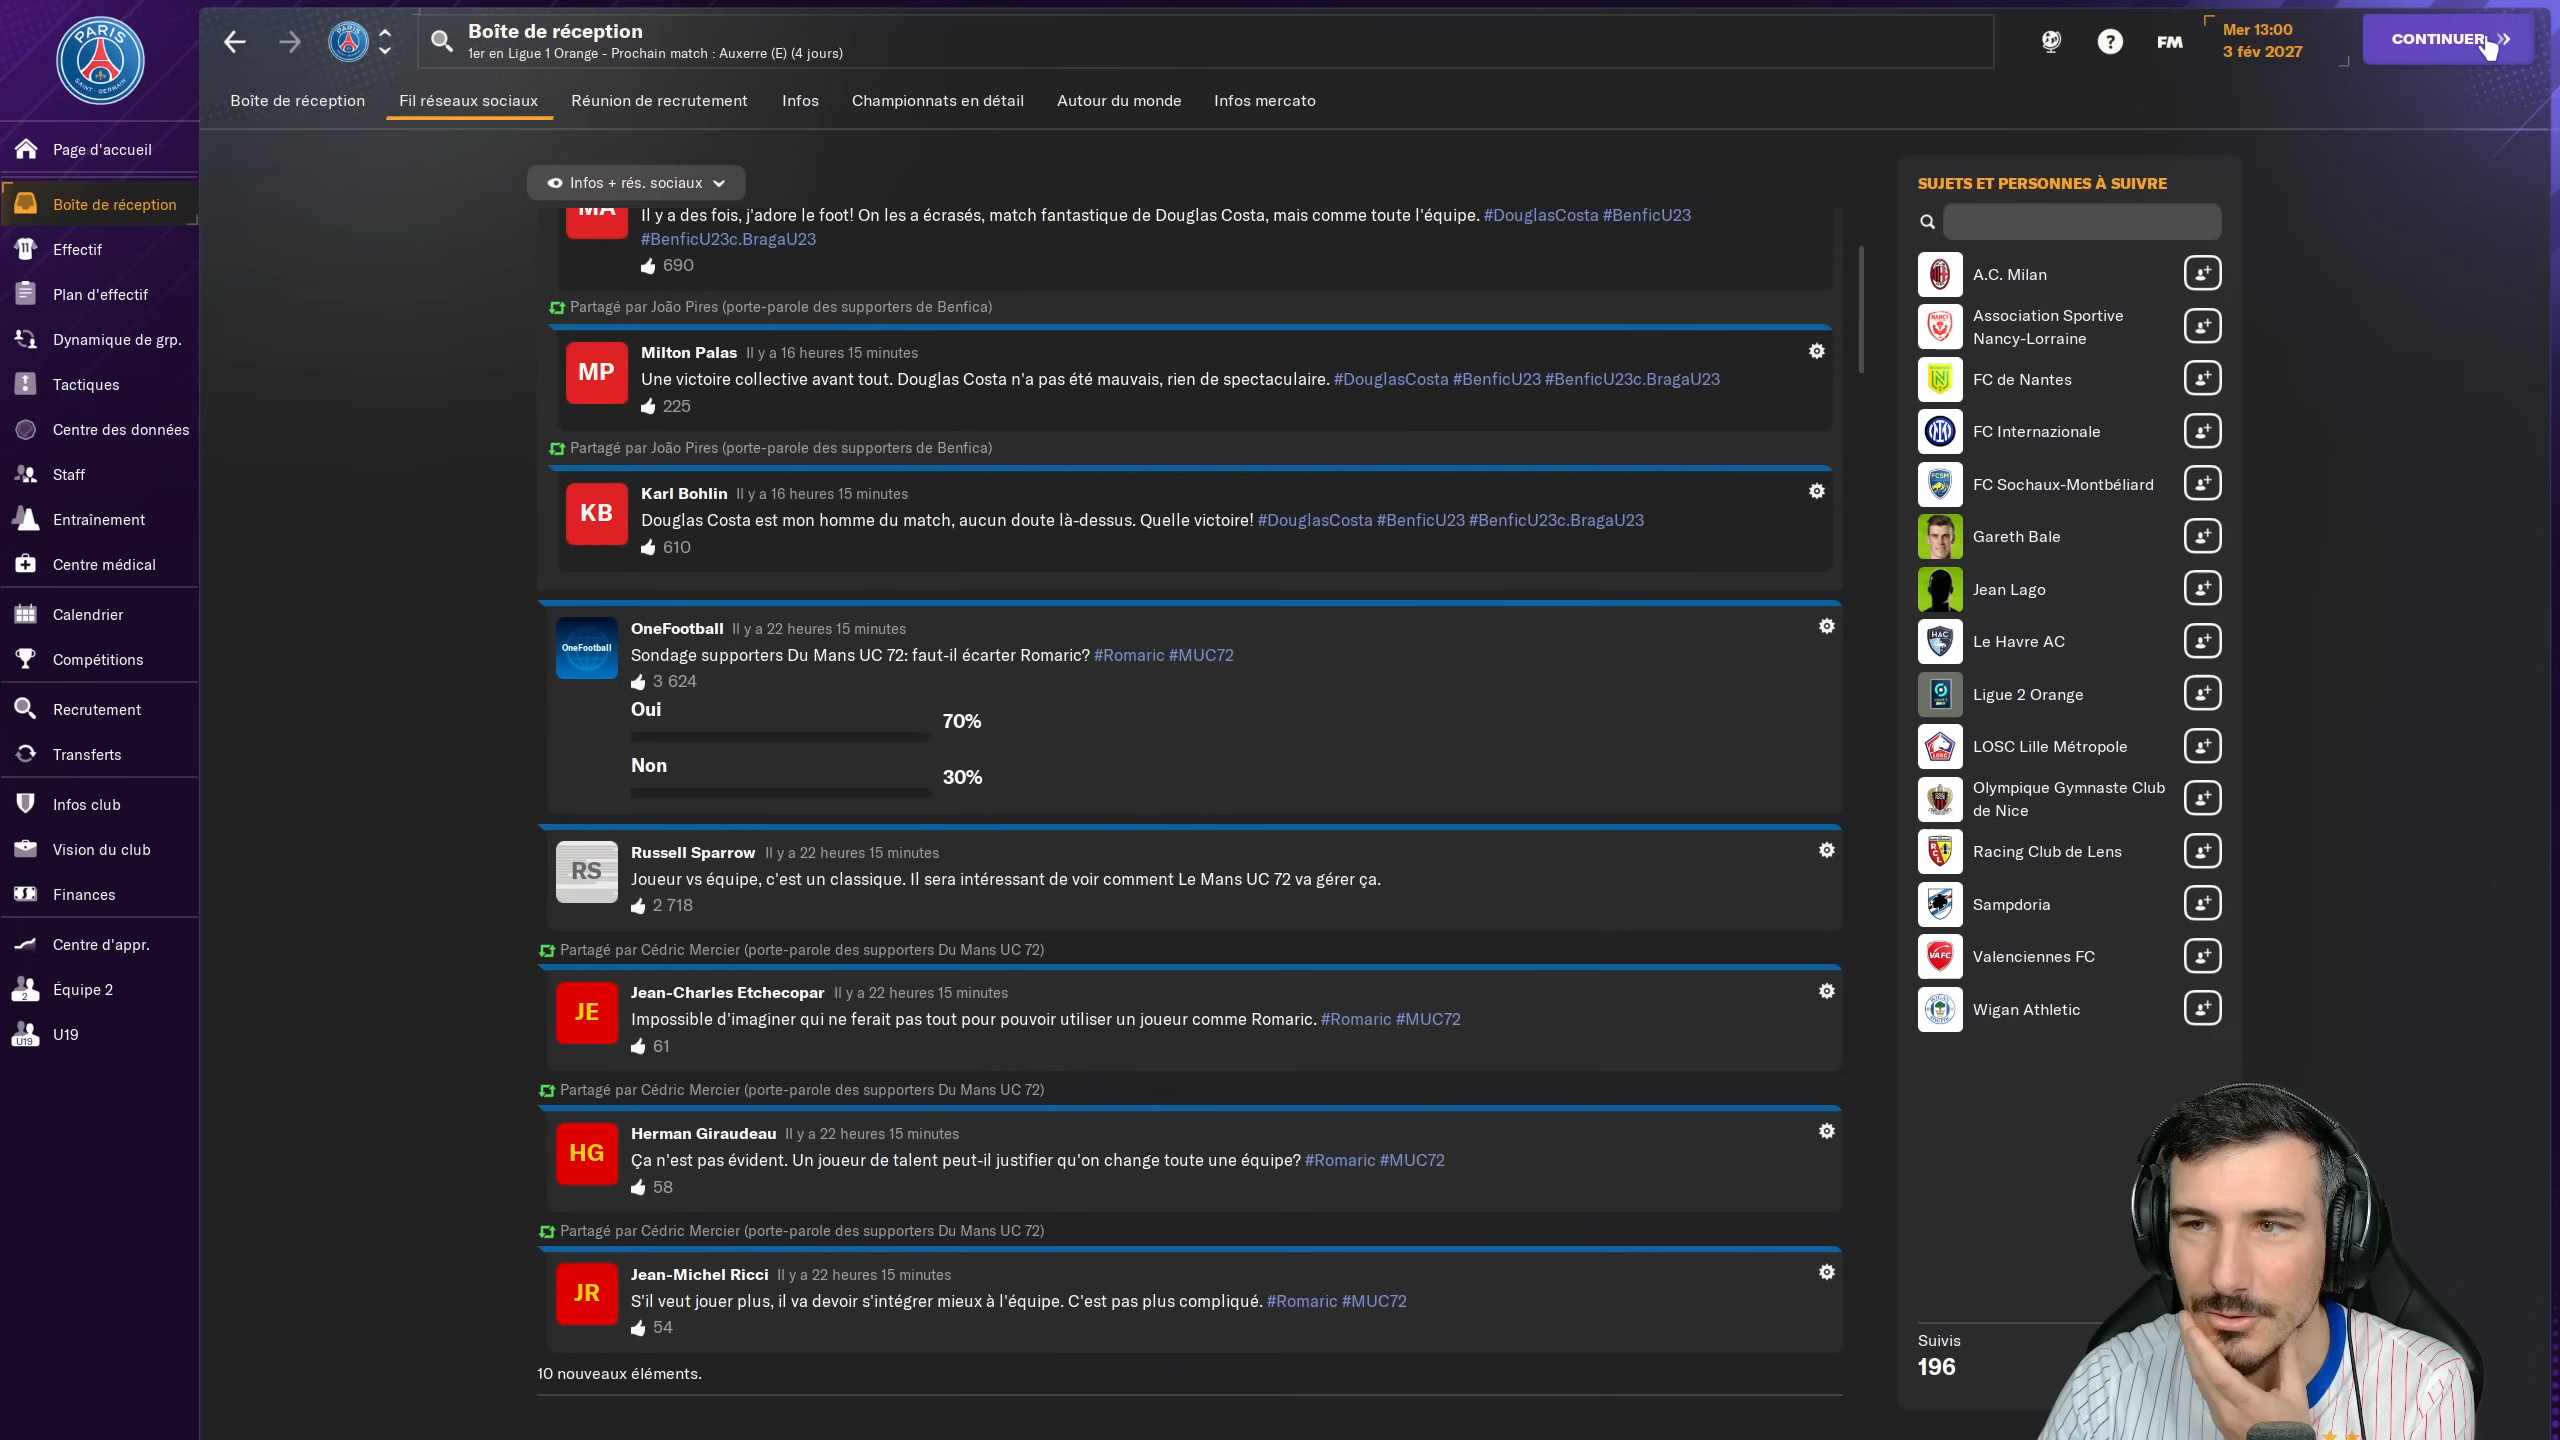 Boîte de réception
1er en Ligue 1 Orange - Prochain match : Auxerre (E) (4 jours)
FM
Mer 13:00
3 fév 2027
CONTINUER
Boîte de réception
Fil réseaux sociaux
Réunion de recrutement
Infos
Championnats en détail
Autour du monde
Infos mercato
Page d'accueil
Boîte de réception
Effectif
Plan d'effectif
Dynamique de grp.
Tactiques
Centre des données
Staff
Entraînement
Centre médical
Calendrier
Compétitions
Recrutement
Transferts
Infos club
Vision du club
Finances
Centre d'appr.
Équipe 2
U19
Infos + rés. sociaux
MA
Il y a des fois, j'adore le foot! On les a écrasés, match fantastique de Douglas Costa, mais comme toute l'équipe. #DouglasCosta #BenficU23
#BenficU23c.BragaU23
690
Partagé par João Pires (porte-parole des supporters de Benfica)
MP
Milton Palas Il y a 16 heures 15 minutes
Une victoire collective avant tout. Douglas Costa n'a pas été mauvais, rien de spectaculaire. #DouglasCosta #BenficU23 #BenficU23c.BragaU23
225
Partagé par João Pires (porte-parole des supporters de Benfica)
KB
Karl Bohlin Il y a 16 heures 15 minutes
Douglas Costa est mon homme du match, aucun doute là-dessus. Quelle victoire! #DouglasCosta #BenficU23 #BenficU23c.BragaU23
610
OneFootball
OneFootball Il y a 22 heures 15 minutes
Sondage supporters Du Mans UC 72: faut-il écarter Romaric? #Romaric #MUC72
3 624
Oui
70%
Non
30%
RS
Russell Sparrow Il y a 22 heures 15 minutes
Joueur vs équipe, c'est un classique. Il sera intéressant de voir comment Le Mans UC 72 va gérer ça.
2 718
Partagé par Cédric Mercier (porte-parole des supporters Du Mans UC 72)
JE
Jean-Charles Etchecopar Il y a 22 heures 15 minutes
Impossible d'imaginer qui ne ferait pas tout pour pouvoir utiliser un joueur comme Romaric. #Romaric #MUC72
61
Partagé par Cédric Mercier (porte-parole des supporters Du Mans UC 72)
HG
Herman Giraudeau Il y a 22 heures 15 minutes
Ça n'est pas évident. Un joueur de talent peut-il justifier qu'on change toute une équipe? #Romaric #MUC72
58
Partagé par Cédric Mercier (porte-parole des supporters Du Mans UC 72)
JR
Jean-Michel Ricci Il y a 22 heures 15 minutes
S'il veut jouer plus, il va devoir s'intégrer mieux à l'équipe. C'est pas plus compliqué. #Romaric #MUC72
54
10 nouveaux éléments.
SUJETS ET PERSONNES À SUIVRE
A.C. Milan
Association Sportive
Nancy-Lorraine
FC de Nantes
FC Internazionale
FC Sochaux-Montbéliard
Gareth Bale
Jean Lago
Le Havre AC
Ligue 2 Orange
LOSC Lille Métropole
Olympique Gymnaste Club
de Nice
Racing Club de Lens
Sampdoria
Valenciennes FC
Wigan Athletic
Suivis
196